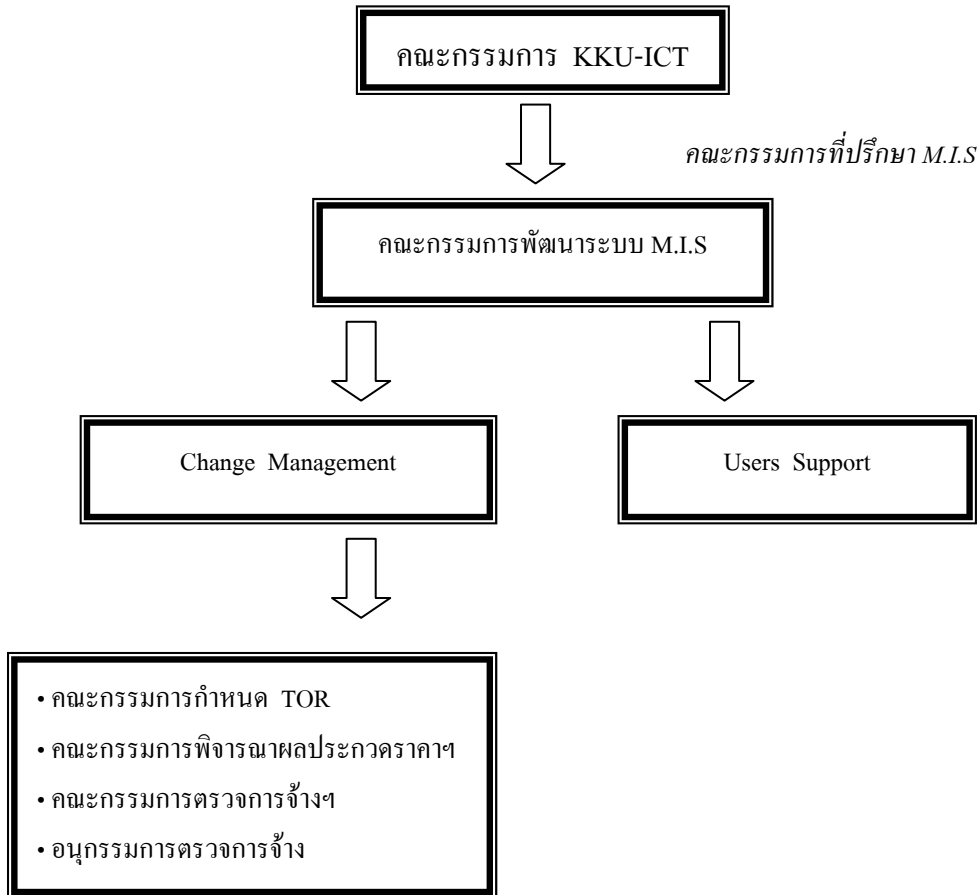 คณะกรรมการ KKU-ICT
คณะกรรมการที่ปรึกษา M.I.S
คณะกรรมการพัฒนาระบบ M.I.S
Change Management
Users Support
• คณะกรรมการกำหนด TOR
• คณะกรรมการพิจารณาผลประกวดราคาฯ
• คณะกรรมการตรวจการจ้างฯ
• อนุกรรมการตรวจการจ้าง